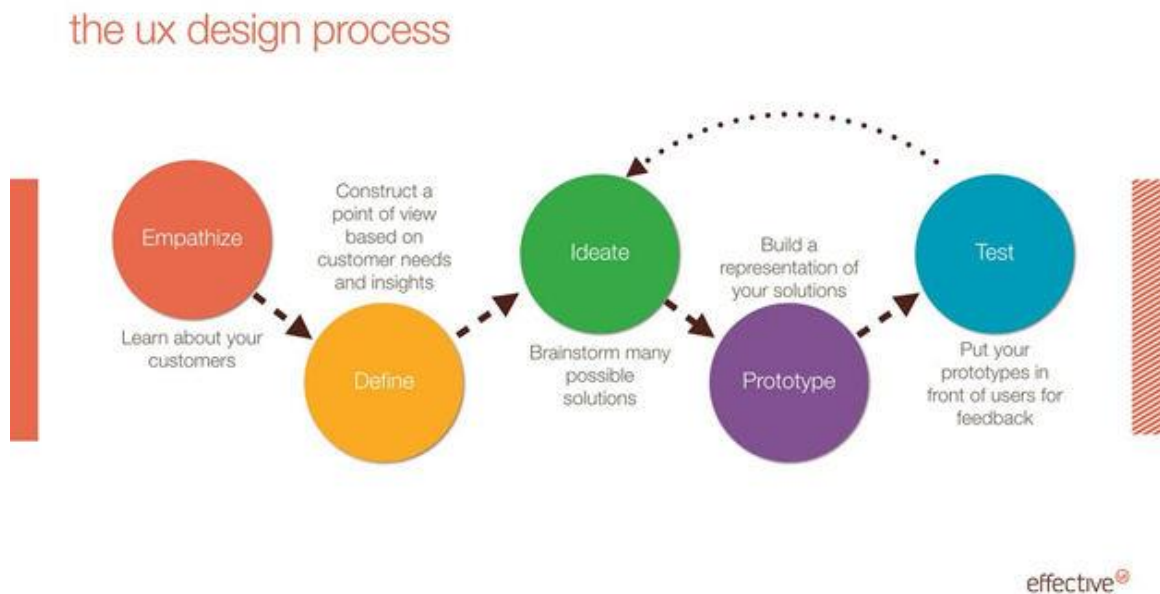 the ux design process
Empathize
Learn about your
customers
Construct a
point of view
based on
customer needs
and insights
Define
Ideate
Brainstorm many
possible
solutions
Build a
representation of
your solutions
Prototype
Test
Put your
prototypes in
front of users for
feedback
effective